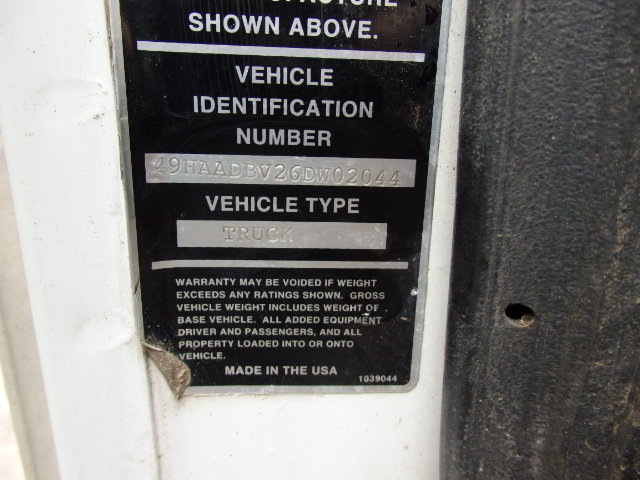 SHOWN ABOVE.
VEHICLE
IDENTIFICATION
NUMBER
49HAADBV26DW02044
VEHICLE TYPE
TRUCK
WARRANTY MAY BE VOIDED IF WEIGHT
EXCEEDS ANY RATINGS SHOWN. GROSS
VEHICLE WEIGHT INCLUDES WEIGHT OF
BASE VEHICLE. ALL ADDED EQUIPMENT
DRIVER AND PASSENGERS, AND ALL
PROPERTY LOADED INTO OR ONTO
VEHICLE.
MADE IN THE USA
1039044